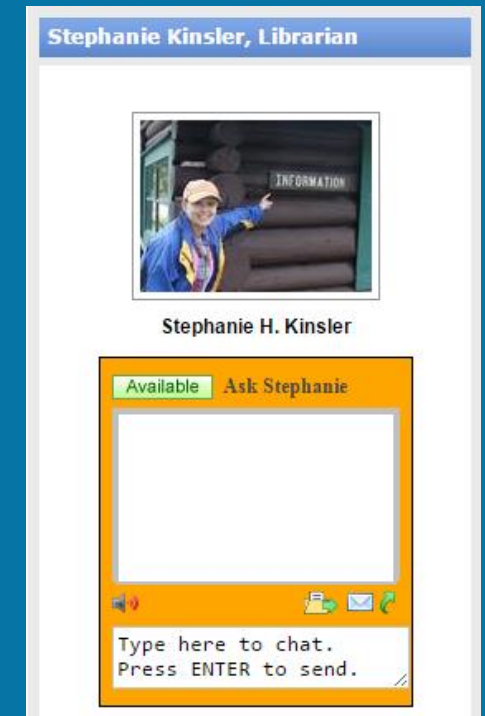 Stephanie Kinsler, Librarian
INFORMATION
Stephanie H. Kinsler
Available Ask Stephanie
Type here to chat.
Press ENTER to send.